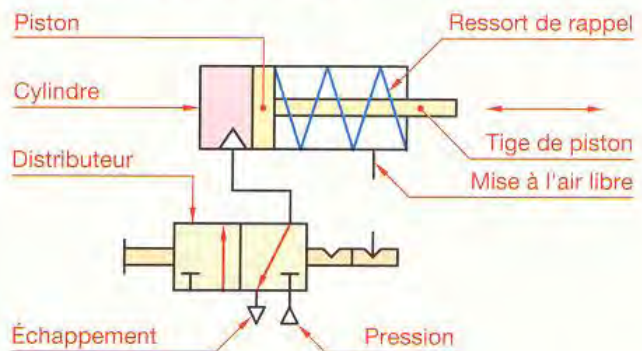 Piston
Ressort de rappel
Cylindre
Tige de piston
Distributeur
Mise à l'air libre
Échappement
Pression